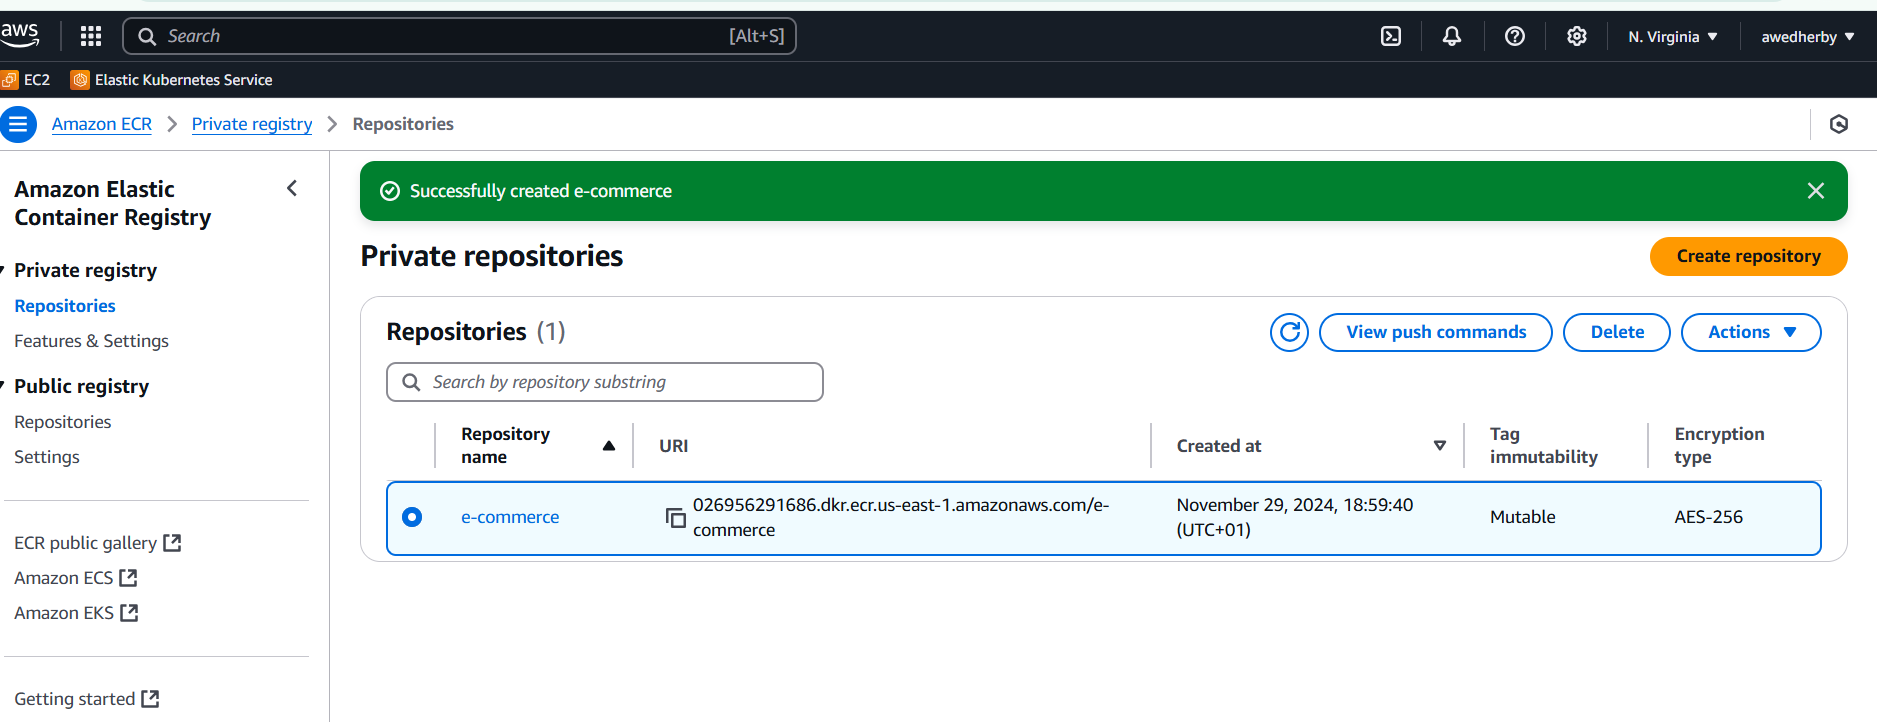 aws
Search
[Alt+S]
N. Virginia
awedherby
EC2
Elastic Kubernetes Service
Amazon ECR
Private registry
Repositories
Amazon Elastic
Container Registry
Private registry
Repositories
Features & Settings
Public registry
Repositories
Settings
ECR public gallery
Amazon ECS
Amazon EKS
Getting started
Successfully created e-commerce
Private repositories
Create repository
Repositories (1)
View push commands
Delete
Actions
Search by repository substring
Repository
name
URI
Created at
Tag
immutability
Encryption
type
e-commerce
026956291686.dkr.ecr.us-east-1.amazonaws.com/e-
commerce
November 29, 2024, 18:59:40
(UTC+01)
Mutable
AES-256